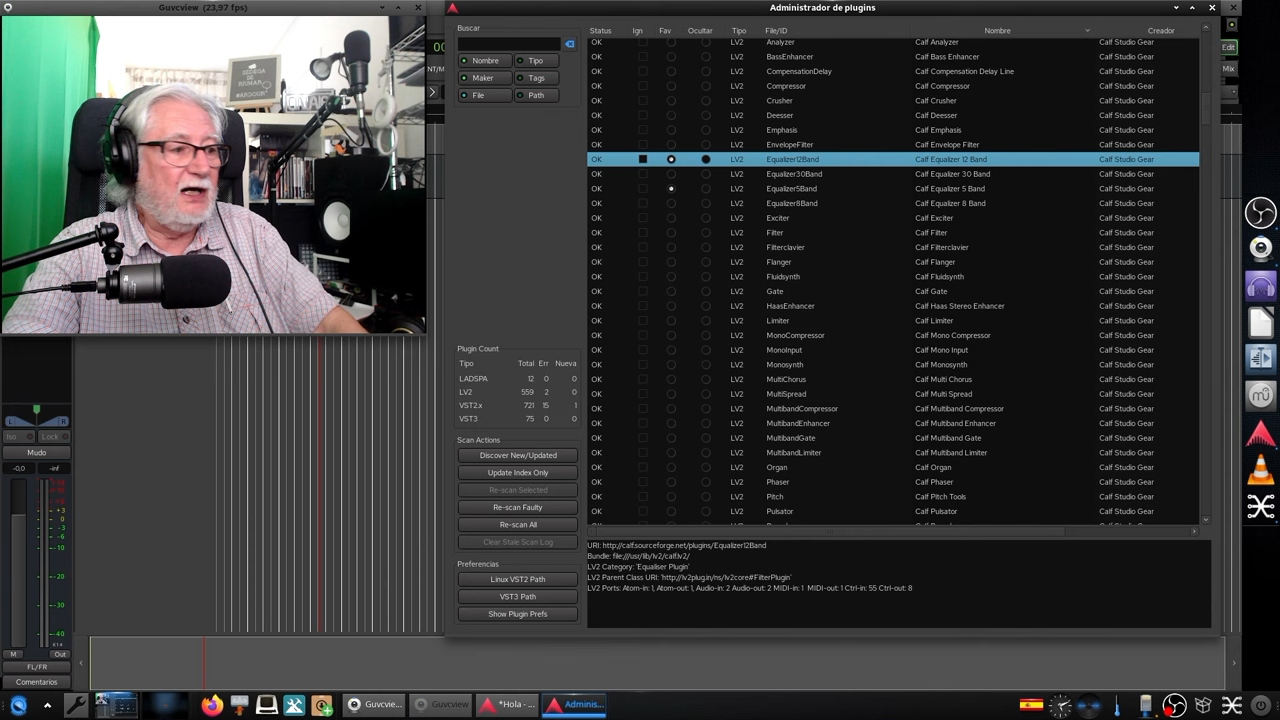 Guvcview (23,97 fps)
Administrador de plugins
BODEGA
ARDOUR
Edit
Mix
Buscar
Nombre
Tipo
Maker
Tags
File
Path
Status Ign Fav Ocultar Tipo File/ID Nombre Creador
OK LV2 Analyzer Calf Analyzer Calf Studio Gear
OK LV2 BassEnhancer Calf Bass Enhancer Calf Studio Gear
OK LV2 CompensationDelay Calf Compensation Delay Line Calf Studio Gear
OK LV2 Compressor Calf Compressor Calf Studio Gear
OK LV2 Crusher Calf Crusher Calf Studio Gear
OK LV2 Deesser Calf Deesser Calf Studio Gear
OK LV2 Emphasis Calf Emphasis Calf Studio Gear
OK LV2 EnvelopeFilter Calf Envelope Filter Calf Studio Gear
OK LV2 Equalizer12Band Calf Equalizer 12 Band Calf Studio Gear
OK LV2 Equalizer30Band Calf Equalizer 30 Band Calf Studio Gear
OK LV2 Equalizer5Band Calf Equalizer 5 Band Calf Studio Gear
OK LV2 Equalizer8Band Calf Equalizer 8 Band Calf Studio Gear
OK LV2 Exciter Calf Exciter Calf Studio Gear
OK LV2 Filter Calf Filter Calf Studio Gear
OK LV2 Filterclavier Calf Filterclavier Calf Studio Gear
OK LV2 Flanger Calf Flanger Calf Studio Gear
OK LV2 Fluidsynth Calf Fluidsynth Calf Studio Gear
OK LV2 Gate Calf Gate Calf Studio Gear
OK LV2 HaasEnhancer Calf Haas Stereo Enhancer Calf Studio Gear
OK LV2 Limiter Calf Limiter Calf Studio Gear
OK LV2 MonoCompressor Calf Mono Compressor Calf Studio Gear
OK LV2 MonoInput Calf Mono Input Calf Studio Gear
OK LV2 Monosynth Calf Monosynth Calf Studio Gear
OK LV2 MultiChorus Calf Multi Chorus Calf Studio Gear
OK LV2 MultiSpread Calf Multi Spread Calf Studio Gear
OK LV2 MultibandCompressor Calf Multiband Compressor Calf Studio Gear
OK LV2 MultibandEnhancer Calf Multiband Enhancer Calf Studio Gear
OK LV2 MultibandGate Calf Multiband Gate Calf Studio Gear
OK LV2 MultibandLimiter Calf Multiband Limiter Calf Studio Gear
OK LV2 Organ Calf Organ Calf Studio Gear
OK LV2 Phaser Calf Phaser Calf Studio Gear
OK LV2 Pitch Calf Pitch Tools Calf Studio Gear
OK LV2 Pulsator Calf Pulsator Calf Studio Gear
Plugin Count
Tipo Total Err Nueva
LADSPA 12 0 0
LV2 559 2 0
VST2.x 721 15 1
VST3 75 0 0
Scan Actions
Discover New/Updated
Update Index Only
Re-scan Selected
Re-scan Faulty
Re-scan All
Clear Stale Scan Log
Preferencias
Linux VST2 Path
VST3 Path
Show Plugin Prefs
URI: http://calf.sourceforge.net/plugins/Equalizer12Band
Bundle: file:///usr/lib/lv2/calf.lv2/
LV2 Category: 'Equaliser Plugin'
LV2 Parent Class URI: 'http://lv2plug.in/ns/lv2core#FilterPlugin'
LV2 Ports: Atom-in: 1, Atom-out: 1, Audio-in: 2 Audio-out: 2 MIDI-in: 1 MIDI-out: 1 Ctrl-in: 55 Ctrl-out: 8
L R
Iso Lock
Mudo
-0,0 -inf
+3
0
-3
-5
-10
-20
-30
-40
K14
M Out
FL/FR
Comentarios
Guvcvie...
Guvcview
*Hola - ...
Adminis...